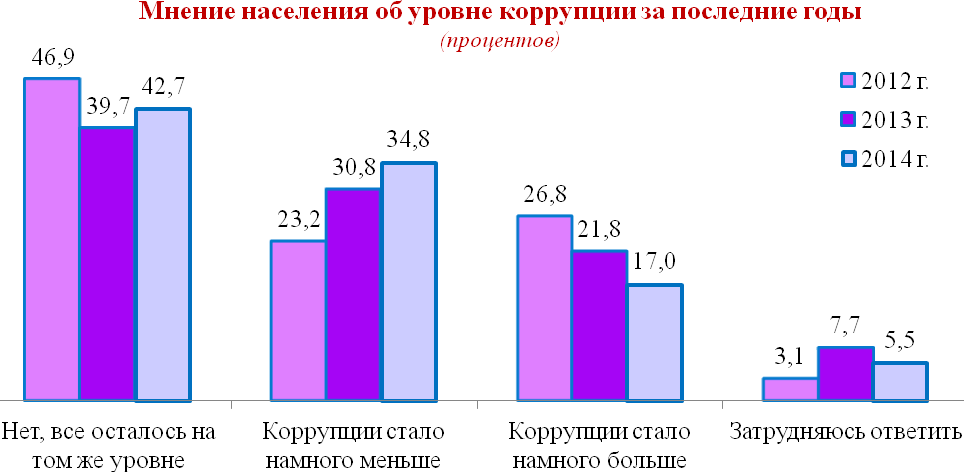 Мнение населения об уровне коррупции за последние годы
(процентов)
46,9
39,7
42,7
23,2
30,8
34,8
26,8
21,8
17,0
3,1
7,7
5,5
2012 г.
2013 г.
2014 г.
Нет, все осталось на
том же уровне
Коррупции стало
намного меньше
Коррупции стало
намного больше
Затрудняюсь ответить